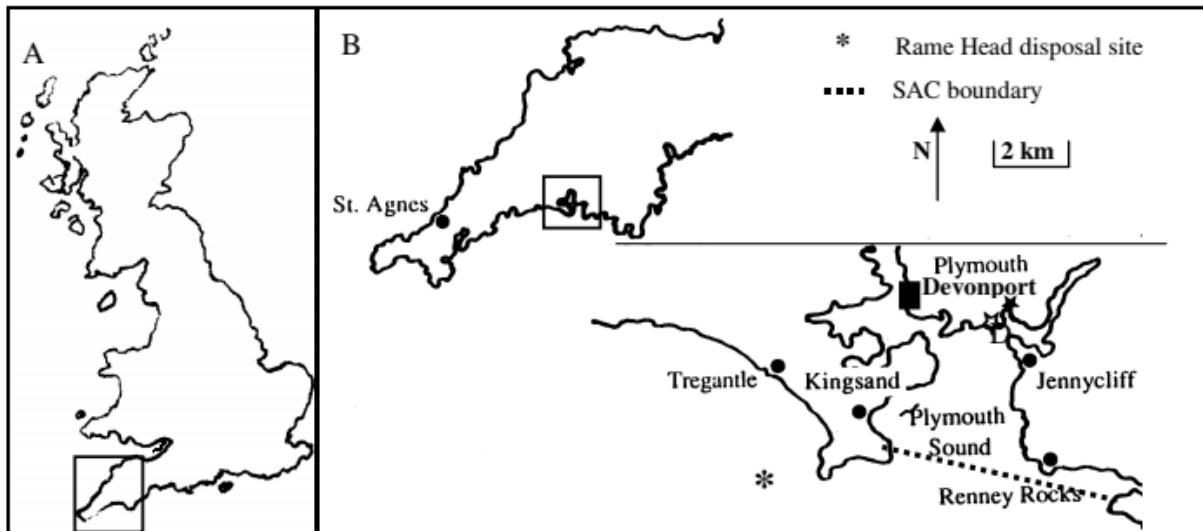 A
B
* Rame Head disposal site
SAC boundary
N
2 km
St. Agnes
Plymouth
Devonport
Tregantle
Kingsand
Jennycliff
Plymouth
Sound
Renney Rocks
*